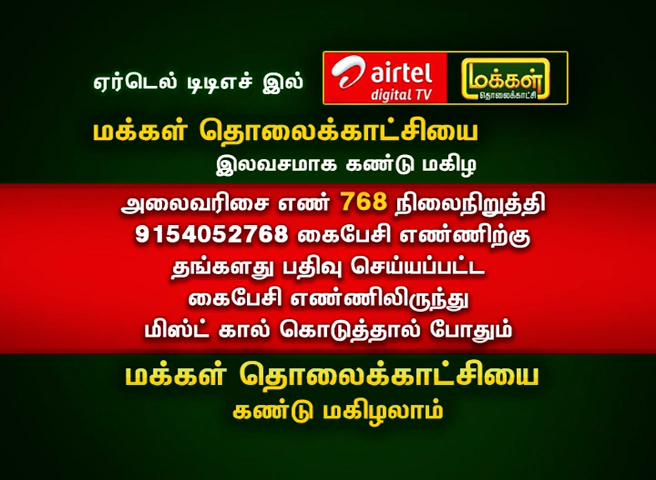 ஏர்டெல் டிடிஎச் இல்
airtel
digital TV
மக்கள்
தொலைக்காட்சி
மக்கள் தொலைக்காட்சியை
இலவசமாக கண்டு மகிழ
அலைவரிசை எண் 768 நிலைநிறுத்தி
9154052768 கைபேசி எண்ணிற்கு
தங்களது பதிவு செய்யப்பட்ட
கைபேசி எண்ணிலிருந்து
மிஸ்ட் கால் கொடுத்தால் போதும்
மக்கள் தொலைக்காட்சியை
கண்டு மகிழலாம்